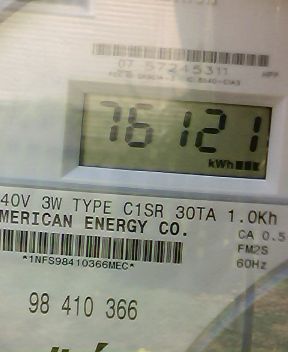 07 57245311
76121
kWh
40V 3W TYPE C1SR 30TA 1.0Kh
MERICAN ENERGY CO.
CA 0.5
FM2S
*1NFS98410366MEC*
60Hz
98 410 366